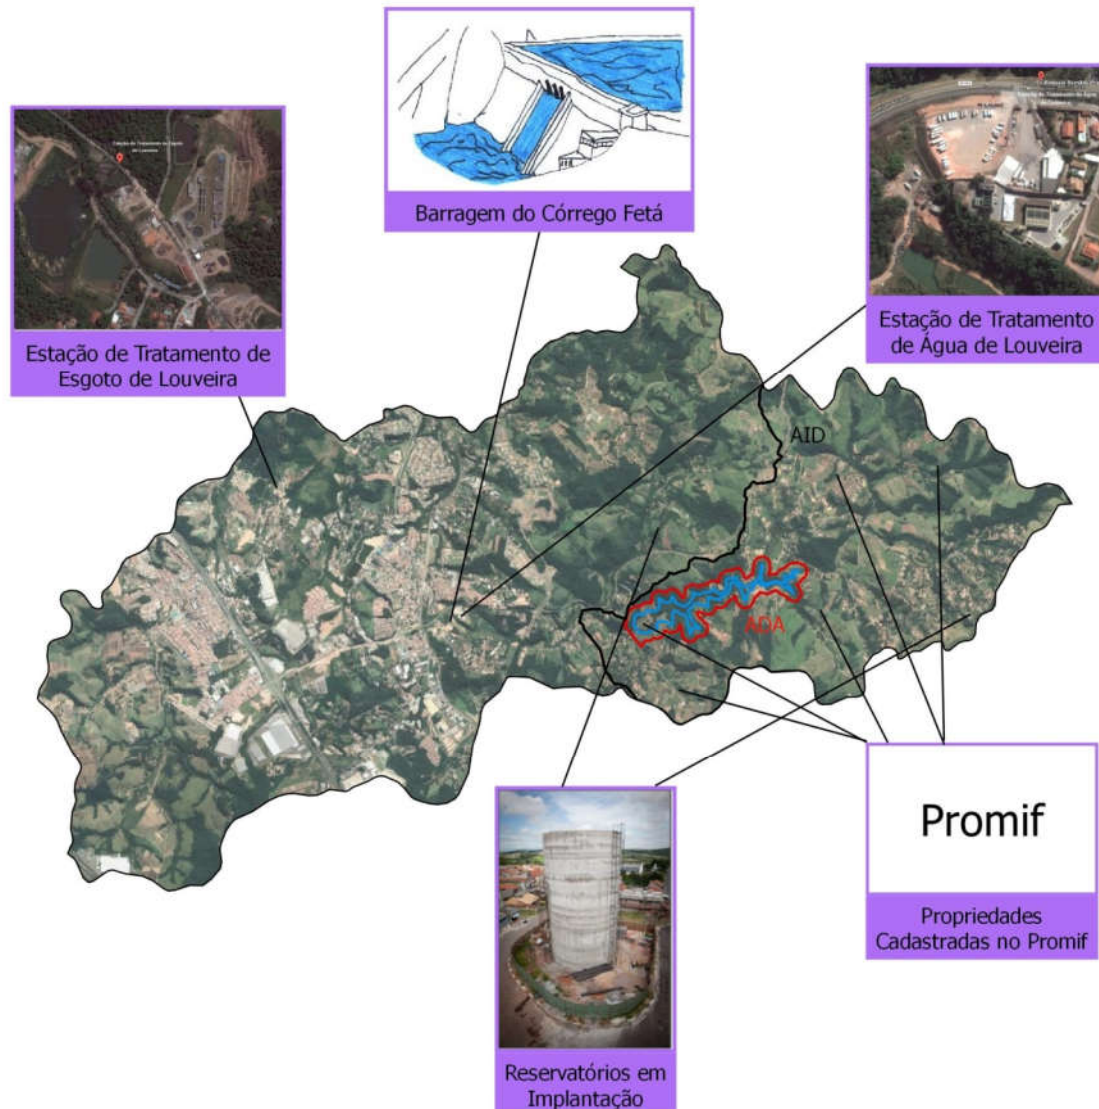 Barragem do Córrego Fetá
Estação de Tratamento de
Esgoto de Louveira
Estação de Tratamento
de Água de Louveira
AID
ADA
Promif
Propriedades
Cadastradas no Promif
Reservatórios em
Implantação